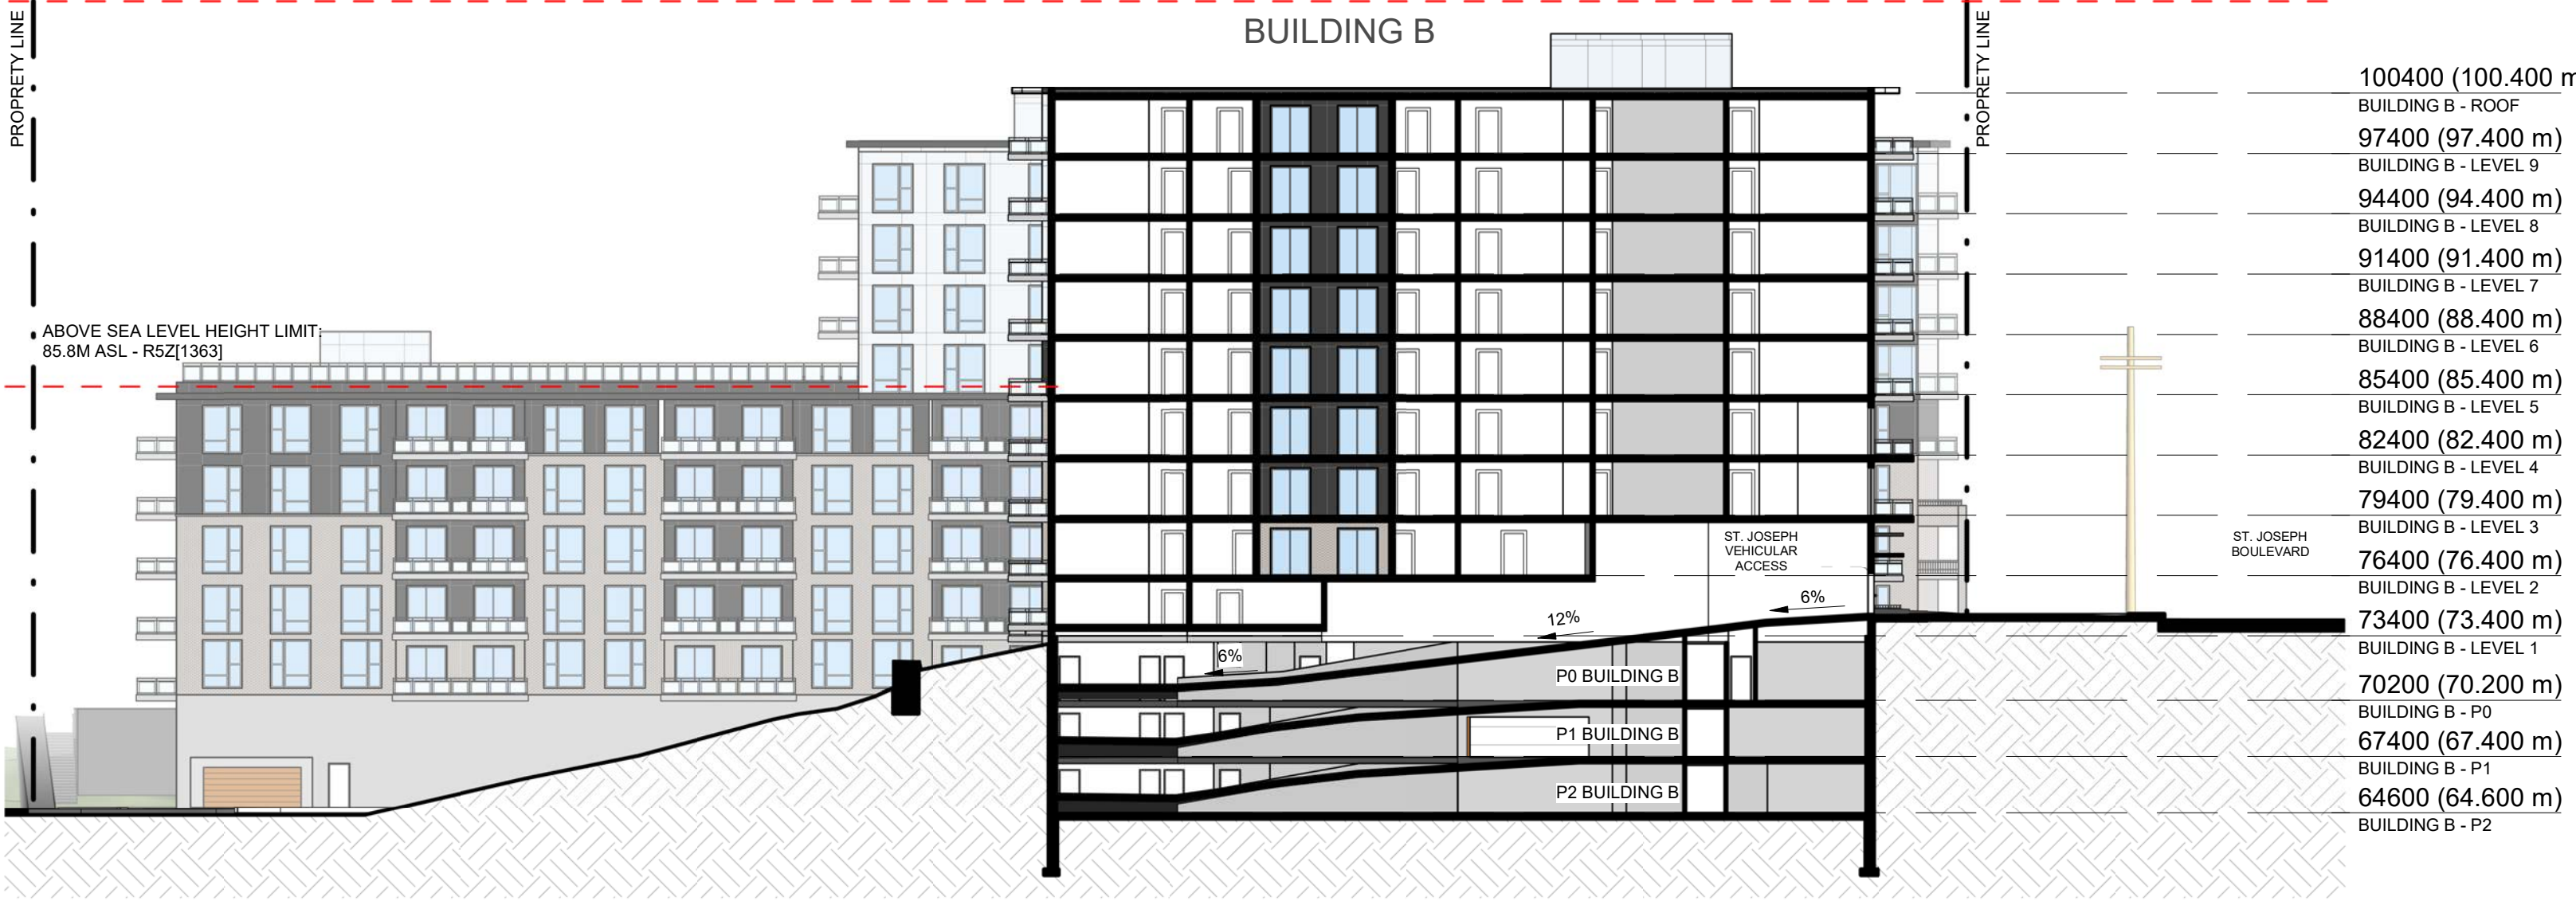 BUILDING B
PROPRETY LINE
PROPRETY LINE
ABOVE SEA LEVEL HEIGHT LIMIT:
85.8M ASL - R5Z[1363]
100400 (100.400 m
BUILDING B - ROOF
97400 (97.400 m)
BUILDING B - LEVEL 9
94400 (94.400 m)
BUILDING B - LEVEL 8
91400 (91.400 m)
BUILDING B - LEVEL 7
88400 (88.400 m)
BUILDING B - LEVEL 6
85400 (85.400 m)
BUILDING B - LEVEL 5
82400 (82.400 m)
BUILDING B - LEVEL 4
79400 (79.400 m)
BUILDING B - LEVEL 3
76400 (76.400 m)
BUILDING B - LEVEL 2
73400 (73.400 m)
BUILDING B - LEVEL 1
70200 (70.200 m)
BUILDING B - P0
67400 (67.400 m)
BUILDING B - P1
64600 (64.600 m)
BUILDING B - P2
ST. JOSEPH
VEHICULAR
ACCESS
ST. JOSEPH
BOULEVARD
6%
12%
6%
P0 BUILDING B
P1 BUILDING B
P2 BUILDING B